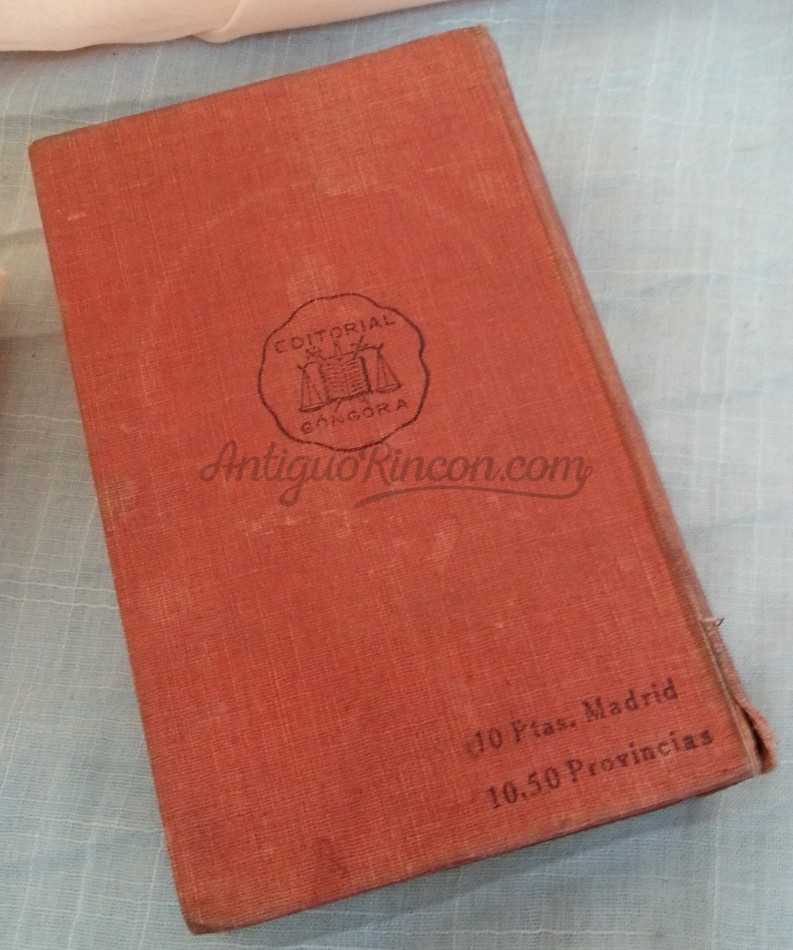 EDITORIAL
GÓNGORA
AntiguoRincon.com
10 Ptas. Madrid
10.50 Provincias